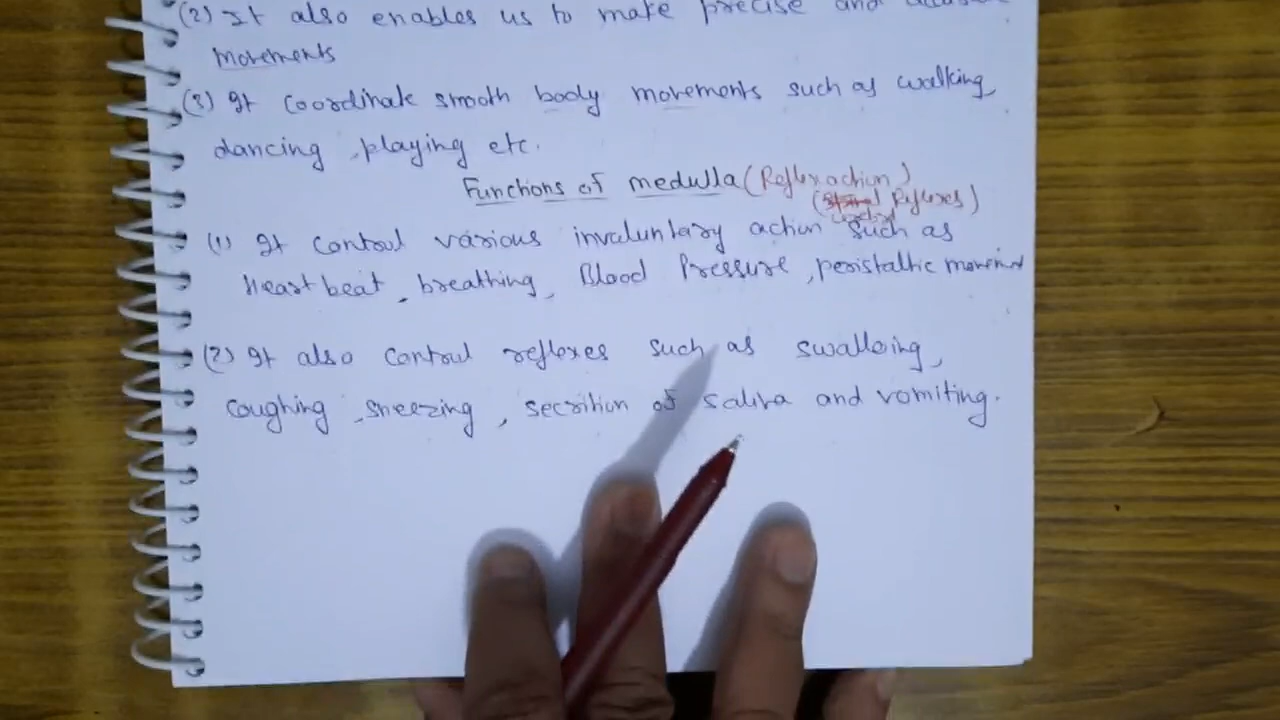 (2) It also enables us to make precise and
movements
(3) It Coordinate smooth body movements such as walking,
dancing, playing etc.
Functions of medulla (Reflex action)
Reflexes)
(1) It Control various involuntary action such as
Heart beat, breathing, Blood Pressure, peristaltic
(2) It also Control reflexes such as swalloing,
Coughing, sneezing, secrition of saliva and vomiting.